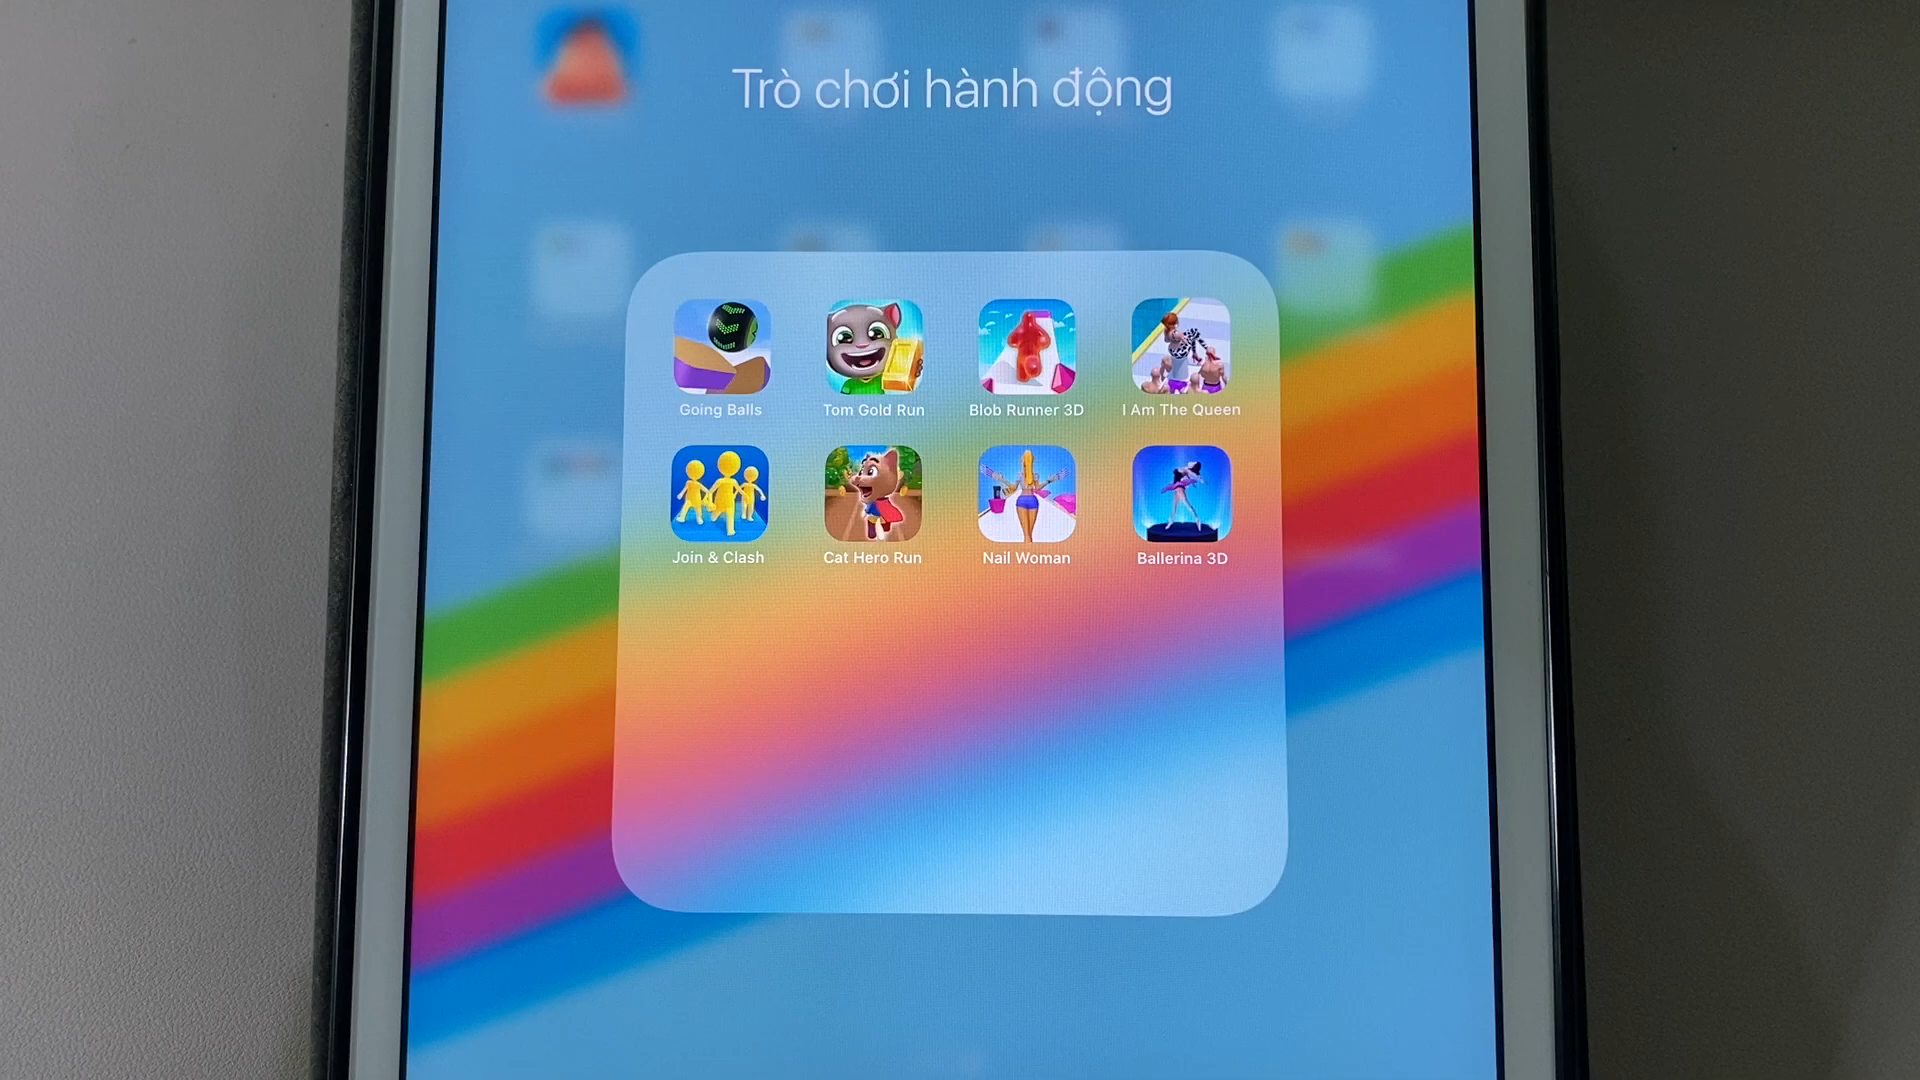 Trò chơi hành động
Going Balls
Tom Gold Run
Blob Runner 3D
I Am The Queen
Join & Clash
Cat Hero Run
Nail Woman
Ballerina 3D